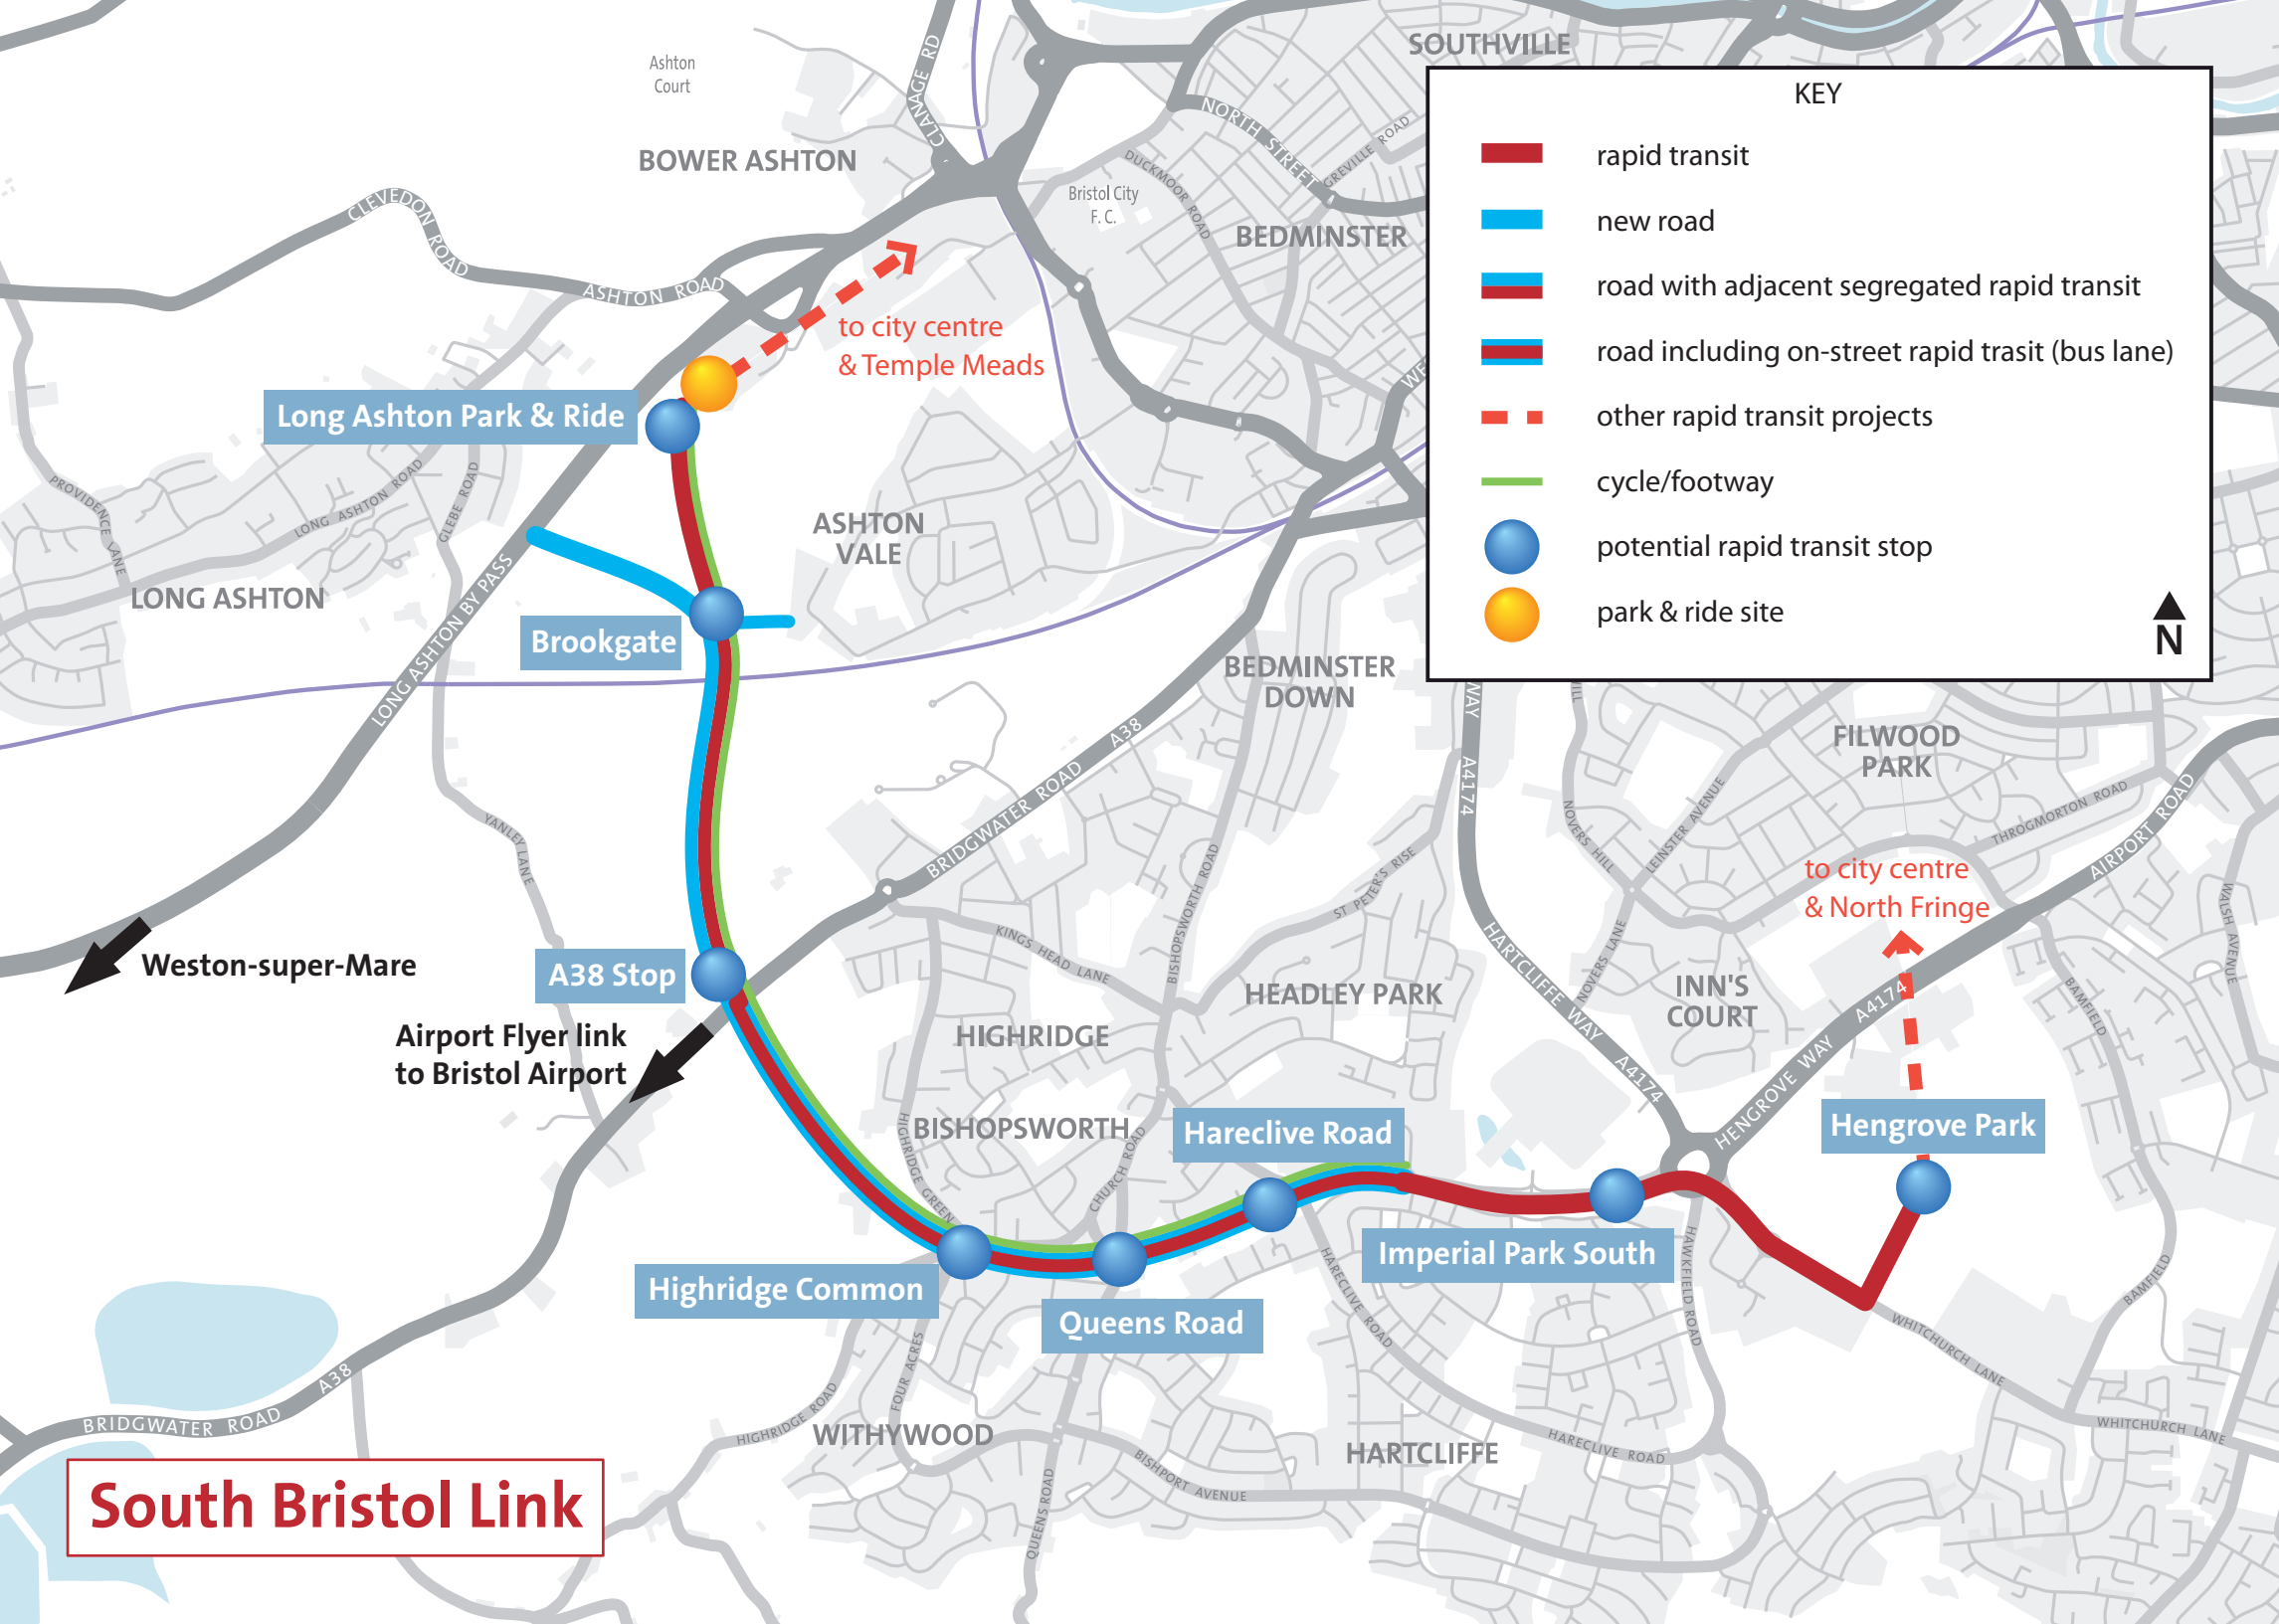 SOUTHVILLE
KEY
rapid transit
new road
road with adjacent segregated rapid transit
road including on-street rapid trasit (bus lane)
other rapid transit projects
cycle/footway
potential rapid transit stop
park & ride site
N
Ashton
Court
CLANAGE RD
BOWER ASHTON
NORTH STREET
GREVILLE ROAD
DUCKMOOR ROAD
Bristol City
F. C.
BEDMINSTER
CLEVEDON ROAD
ASHTON ROAD
to city centre
& Temple Meads
Long Ashton Park & Ride
PROVIDENCE LANE
LONG ASHTON ROAD
GLEBE ROAD
ASHTON
VALE
LONG ASHTON
LONG ASHTON BY PASS
Brookgate
BEDMINSTER
DOWN
WAY
A4174
FILWOOD
PARK
A38
BRIDGWATER ROAD
YANLEY LANE
NOVERS HILL
LEINSTER AVENUE
THROGMORTON ROAD
AIRPORT ROAD
to city centre
& North Fringe
BISHOPSWORTH ROAD
ST PETER'S RISE
WALSH AVENUE
Weston-super-Mare
A38 Stop
KINGS HEAD LANE
HARTCLIFFE WAY
NOVERS LANE
HEADLEY PARK
INN'S
COURT
A4174
BAMFIELD
Airport Flyer link
to Bristol Airport
HIGHRIDGE
A4174
HENGROVE WAY
BISHOPSWORTH
Hareclive Road
Hengrove Park
HIGHRIDGE GREEN
CHURCH ROAD
Imperial Park South
HARECLIVE ROAD
HAWKFIELD ROAD
BAMFIELD
Highridge Common
Queens Road
WHITCHURCH LANE
A38
BRIDGWATER ROAD
FOUR ACRES
HIGHRIDGE ROAD
WITHYWOOD
HARTCLIFFE
HARECLIVE ROAD
WHITCHURCH LANE
BISHPORT AVENUE
QUEENS ROAD
South Bristol Link